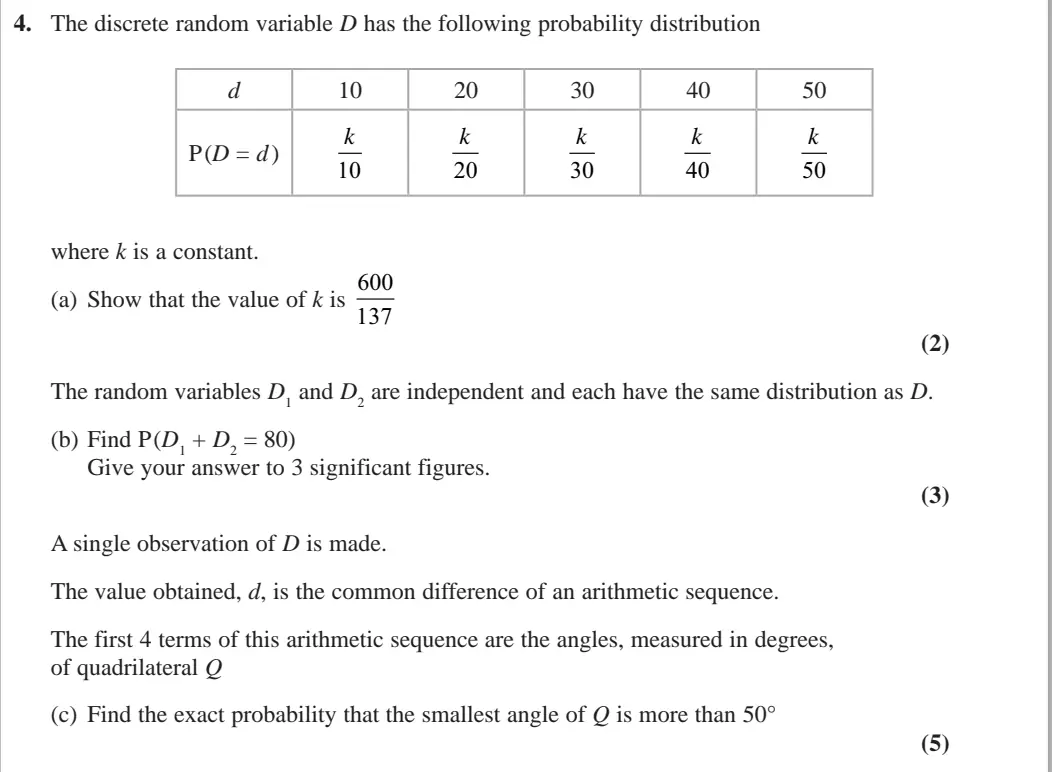 4. The discrete random variable D has the following probability distribution
d 10 20 30 40 50
P(D = d) k/10 k/20 k/30 k/40 k/50
where k is a constant.
(a) Show that the value of k is 600/137
(2)
The random variables D₁ and D₂ are independent and each have the same distribution as D.
(b) Find P(D₁ + D₂ = 80)
Give your answer to 3 significant figures.
(3)
A single observation of D is made.
The value obtained, d, is the common difference of an arithmetic sequence.
The first 4 terms of this arithmetic sequence are the angles, measured in degrees,
of quadrilateral Q
(c) Find the exact probability that the smallest angle of Q is more than 50°
(5)